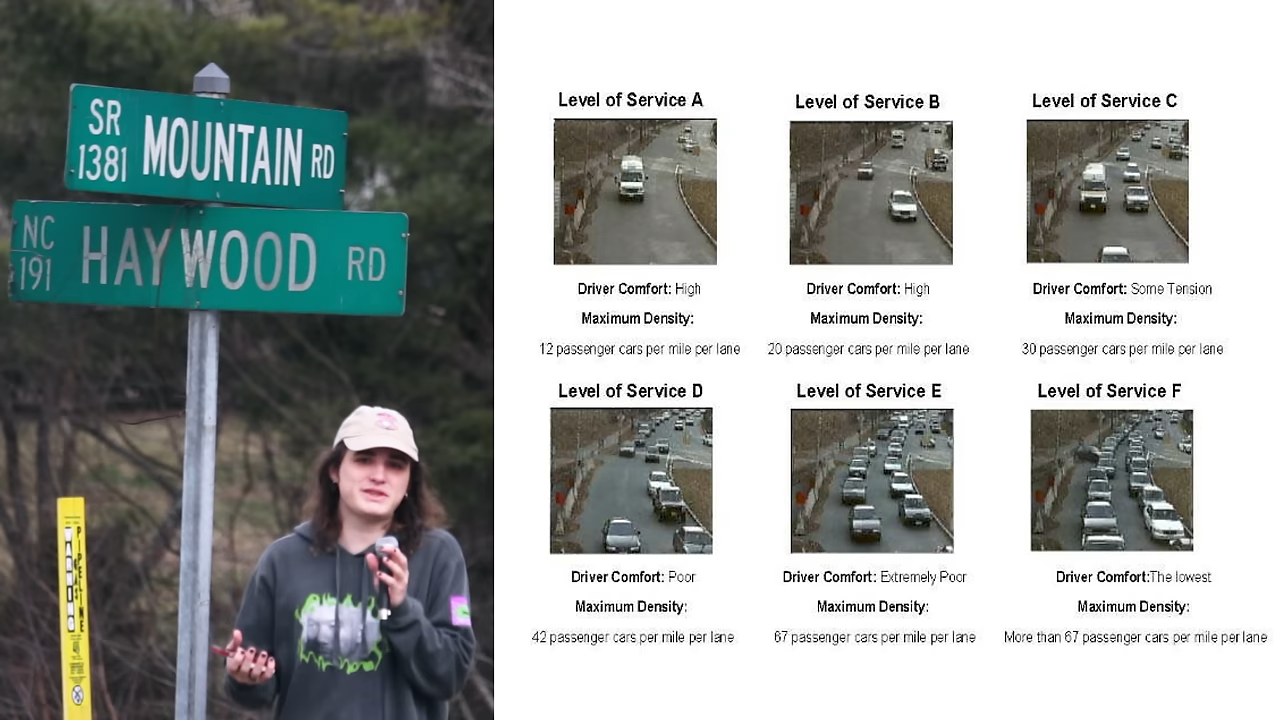 SR
1381
MOUNTAIN RD
NC
191
HAYWOOD RD
WARNING
PIPELINE
Level of Service A
Level of Service B
Level of Service C
Driver Comfort: High
Driver Comfort: High
Driver Comfort: Some Tension
Maximum Density:
Maximum Density:
Maximum Density:
12 passenger cars per mile per lane
20 passenger cars per mile per lane
30 passenger cars per mile per lane
Level of Service D
Level of Service E
Level of Service F
Driver Comfort: Poor
Driver Comfort: Extremely Poor
Driver Comfort:The lowest
Maximum Density:
Maximum Density:
Maximum Density:
42 passenger cars per mile per lane
67 passenger cars per mile per lane
More than 67 passenger cars per mile per lane